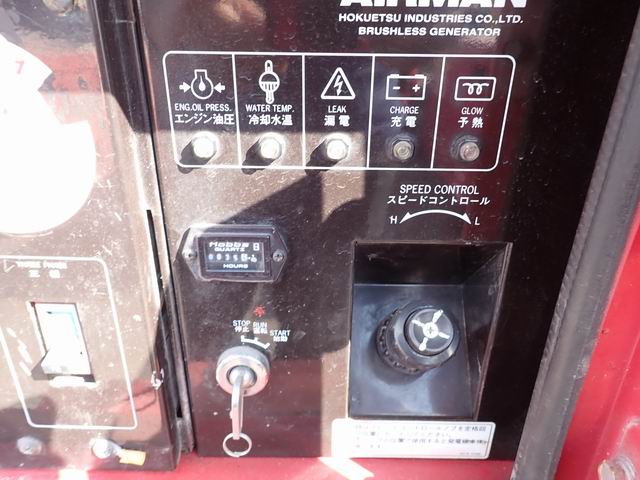 AIRMAN
HOKUETSU INDUSTRIES CO.,LTD.
BRUSHLESS GENERATOR
ENG.OIL PRESS.
エンジン油圧
WATER TEMP.
冷却水温
LEAK
漏電
CHARGE
充電
GLOW
予熱
SPEED CONTROL
スピードコントロール
H L
Hobbs
QUARTZ
HOURS
STOP RUN START
停止 運転 始動